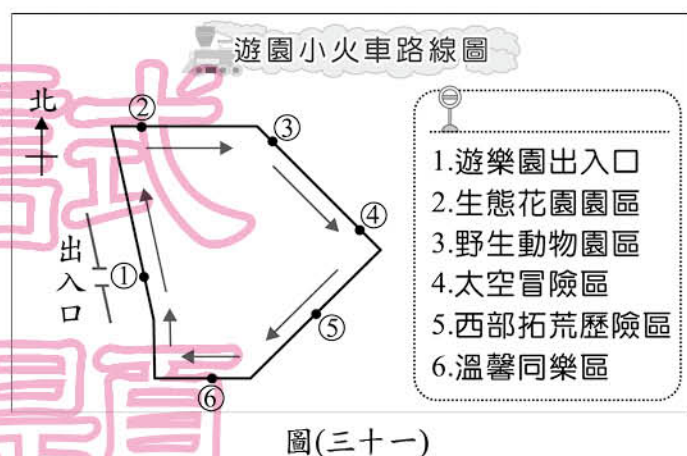 遊園小火車路線圖
北
出入口
①
②
③
④
⑤
⑥
1.遊樂園出入口
2.生態花園園區
3.野生動物園區
4.太空冒險區
5.西部拓荒歷險區
6.溫馨同樂區
圖(三十一)